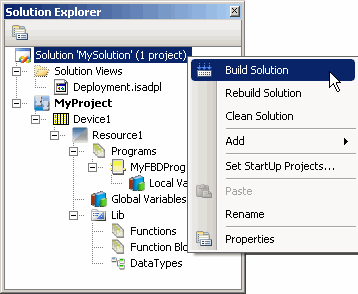 Solution Explorer
Solution 'MySolution' (1 project)
Solution Views
Deployment.isadpl
MyProject
Device1
Resource1
Programs
MyFBDProg
Local Va
Global Variables
Lib
Functions
Function Blo
DataTypes
Build Solution
Rebuild Solution
Clean Solution
Add
Set StartUp Projects...
Paste
Rename
Properties